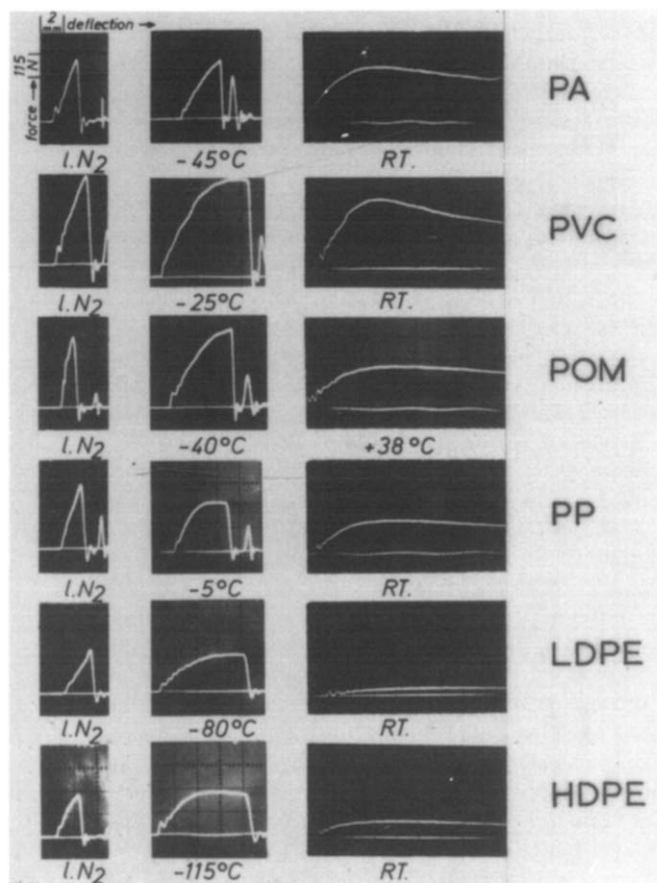 2 deflection →
force → 115 N
PA
l.N2 -45°C RT.
PVC
l.N2 -25°C RT.
POM
l.N2 -40°C +38°C
PP
l.N2 -5°C RT.
LDPE
l.N2 -80°C RT.
HDPE
l.N2 -115°C RT.